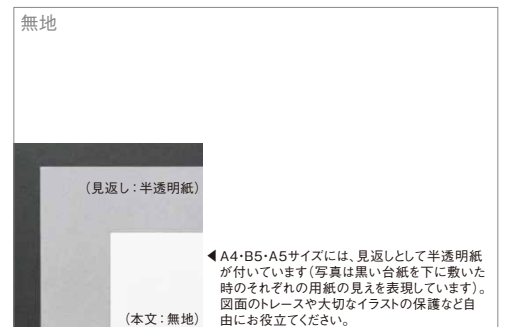 無地
(見返し：半透明紙)
◀A4・B5・A5サイズには、見返しとして半透明紙
が付いています(写真は黒い台紙を下に敷いた
時のそれぞれの用紙の見えを表現しています)。
図面のトレースや大切なイラストの保護など自
由にお役立てください。
(本文：無地)